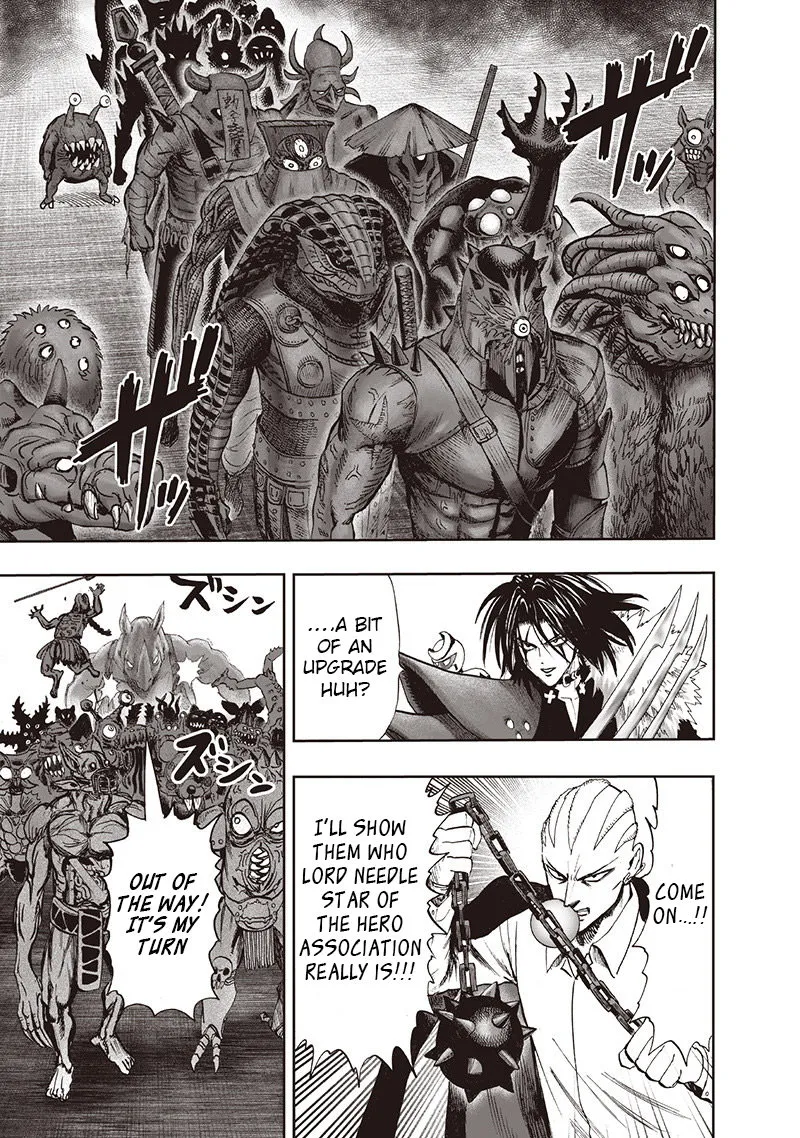 ザッ
ザッ
....A BIT
OF AN
UPGRADE
HUH?
ズシン
ズシン
OUT OF
THE WAY!
IT'S MY
TURN
COME
ON...!!
I'LL SHOW
THEM WHO
LORD NEEDLE
STAR OF
THE HERO
ASSOCIATION
REALLY IS!!!